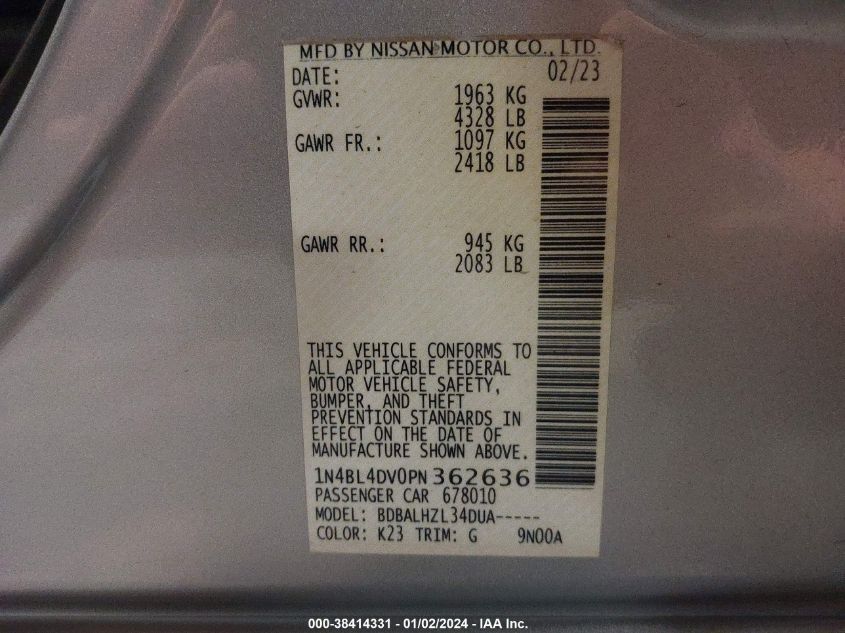 MFD BY NISSAN MOTOR CO., LTD.
DATE: 02/23
GVWR: 1963 KG
4328 LB
GAWR FR.: 1097 KG
2418 LB
GAWR RR.: 945 KG
2083 LB
THIS VEHICLE CONFORMS TO
ALL APPLICABLE FEDERAL
MOTOR VEHICLE SAFETY,
BUMPER, AND THEFT
PREVENTION STANDARDS IN
EFFECT ON THE DATE OF
MANUFACTURE SHOWN ABOVE.
1N4BL4DV0PN362636
PASSENGER CAR 678010
MODEL: BDBALHZL34DUA-----
COLOR: K23 TRIM: G 9N00A
000-38414331 - 01/02/2024 - IAA Inc.